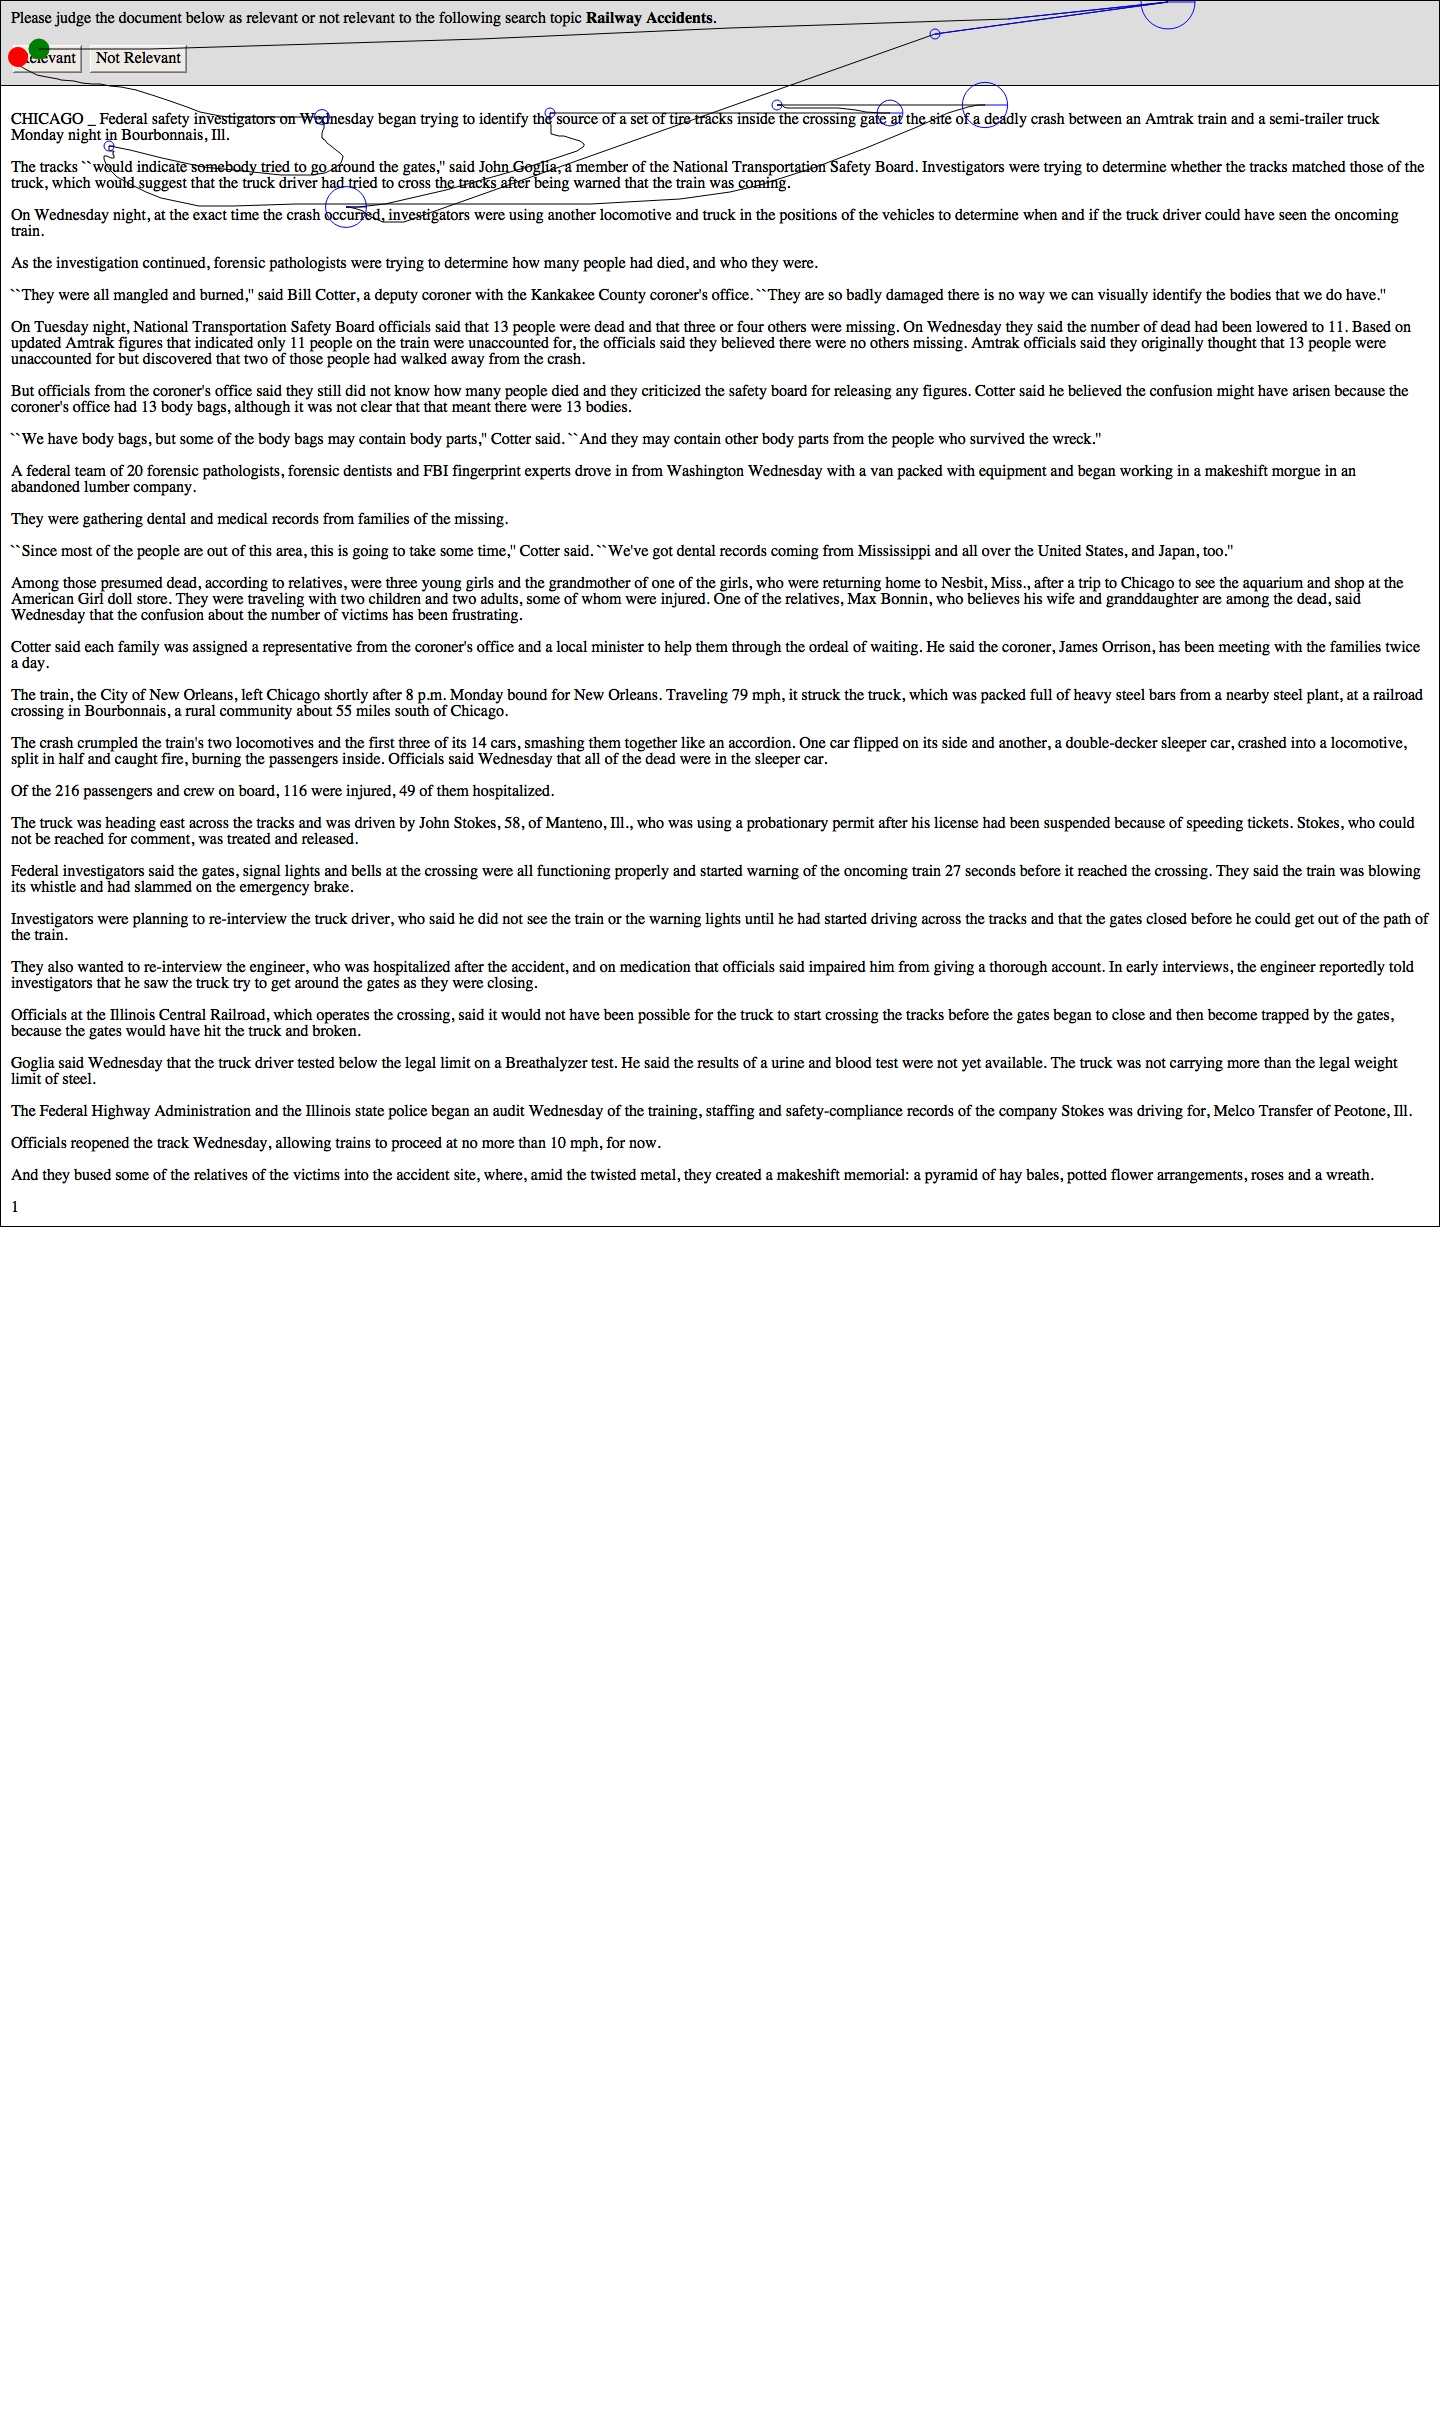 Please judge the document below as relevant or not relevant to the following search topic Railway Accidents.
Relevant Not Relevant
CHICAGO _ Federal safety investigators on Wednesday began trying to identify the source of a set of tire tracks inside the crossing gate at the site of a deadly crash between an Amtrak train and a semi-trailer truck
Monday night in Bourbonnais, Ill.
The tracks ``would indicate somebody tried to go around the gates,'' said John Goglia, a member of the National Transportation Safety Board. Investigators were trying to determine whether the tracks matched those of the
truck, which would suggest that the truck driver had tried to cross the tracks after being warned that the train was coming.
On Wednesday night, at the exact time the crash occurred, investigators were using another locomotive and truck in the positions of the vehicles to determine when and if the truck driver could have seen the oncoming
train.
As the investigation continued, forensic pathologists were trying to determine how many people had died, and who they were.
``They were all mangled and burned,'' said Bill Cotter, a deputy coroner with the Kankakee County coroner's office. ``They are so badly damaged there is no way we can visually identify the bodies that we do have.''
On Tuesday night, National Transportation Safety Board officials said that 13 people were dead and that three or four others were missing. On Wednesday they said the number of dead had been lowered to 11. Based on
updated Amtrak figures that indicated only 11 people on the train were unaccounted for, the officials said they believed there were no others missing. Amtrak officials said they originally thought that 13 people were
unaccounted for but discovered that two of those people had walked away from the crash.
But officials from the coroner's office said they still did not know how many people died and they criticized the safety board for releasing any figures. Cotter said he believed the confusion might have arisen because the
coroner's office had 13 body bags, although it was not clear that that meant there were 13 bodies.
``We have body bags, but some of the body bags may contain body parts,'' Cotter said. ``And they may contain other body parts from the people who survived the wreck.''
A federal team of 20 forensic pathologists, forensic dentists and FBI fingerprint experts drove in from Washington Wednesday with a van packed with equipment and began working in a makeshift morgue in an
abandoned lumber company.
They were gathering dental and medical records from families of the missing.
``Since most of the people are out of this area, this is going to take some time,'' Cotter said. ``We've got dental records coming from Mississippi and all over the United States, and Japan, too.''
Among those presumed dead, according to relatives, were three young girls and the grandmother of one of the girls, who were returning home to Nesbit, Miss., after a trip to Chicago to see the aquarium and shop at the
American Girl doll store. They were traveling with two children and two adults, some of whom were injured. One of the relatives, Max Bonnin, who believes his wife and granddaughter are among the dead, said
Wednesday that the confusion about the number of victims has been frustrating.
Cotter said each family was assigned a representative from the coroner's office and a local minister to help them through the ordeal of waiting. He said the coroner, James Orrison, has been meeting with the families twice
a day.
The train, the City of New Orleans, left Chicago shortly after 8 p.m. Monday bound for New Orleans. Traveling 79 mph, it struck the truck, which was packed full of heavy steel bars from a nearby steel plant, at a railroad
crossing in Bourbonnais, a rural community about 55 miles south of Chicago.
The crash crumpled the train's two locomotives and the first three of its 14 cars, smashing them together like an accordion. One car flipped on its side and another, a double-decker sleeper car, crashed into a locomotive,
split in half and caught fire, burning the passengers inside. Officials said Wednesday that all of the dead were in the sleeper car.
Of the 216 passengers and crew on board, 116 were injured, 49 of them hospitalized.
The truck was heading east across the tracks and was driven by John Stokes, 58, of Manteno, Ill., who was using a probationary permit after his license had been suspended because of speeding tickets. Stokes, who could
not be reached for comment, was treated and released.
Federal investigators said the gates, signal lights and bells at the crossing were all functioning properly and started warning of the oncoming train 27 seconds before it reached the crossing. They said the train was blowing
its whistle and had slammed on the emergency brake.
Investigators were planning to re-interview the truck driver, who said he did not see the train or the warning lights until he had started driving across the tracks and that the gates closed before he could get out of the path of
the train.
They also wanted to re-interview the engineer, who was hospitalized after the accident, and on medication that officials said impaired him from giving a thorough account. In early interviews, the engineer reportedly told
investigators that he saw the truck try to get around the gates as they were closing.
Officials at the Illinois Central Railroad, which operates the crossing, said it would not have been possible for the truck to start crossing the tracks before the gates began to close and then become trapped by the gates,
because the gates would have hit the truck and broken.
Goglia said Wednesday that the truck driver tested below the legal limit on a Breathalyzer test. He said the results of a urine and blood test were not yet available. The truck was not carrying more than the legal weight
limit of steel.
The Federal Highway Administration and the Illinois state police began an audit Wednesday of the training, staffing and safety-compliance records of the company Stokes was driving for, Melco Transfer of Peotone, Ill.
Officials reopened the track Wednesday, allowing trains to proceed at no more than 10 mph, for now.
And they bused some of the relatives of the victims into the accident site, where, amid the twisted metal, they created a makeshift memorial: a pyramid of hay bales, potted flower arrangements, roses and a wreath.
1